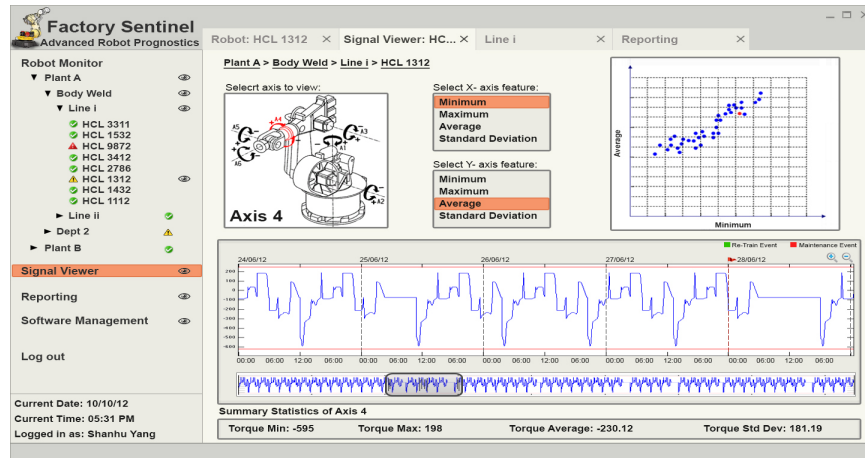 Factory Sentinel
Advanced Robot Prognostics
Robot: HCL 1312 ×
Signal Viewer: HC... ×
Line i ×
Reporting ×
Robot Monitor
▼ Plant A
▼ Body Weld
▼ Line i
HCL 3311
HCL 1532
HCL 9872
HCL 3412
HCL 2786
HCL 1312
HCL 1432
HCL 1112
► Line ii
► Dept 2
► Plant B
Signal Viewer
Reporting
Software Management
Log out
Current Date: 10/10/12
Current Time: 05:31 PM
Logged in as: Shanhu Yang
Plant A > Body Weld > Line i > HCL 1312
Selecrt axis to view:
A4
A5
A3
A1
A6
A2
Axis 4
Select X- axis feature:
Minimum
Maximum
Average
Standard Deviation
Select Y- axis feature:
Minimum
Maximum
Average
Standard Deviation
Average
Minimum
Re-Train Event Maintenance Event
24/06/12 25/06/12 26/06/12 27/06/12 28/06/12
200
100
0
-100
-200
-300
-400
-500
-600
00:00 06:00 12:00 06:00 00:00 06:00 12:00 06:00 00:00 06:00 12:00 06:00 00:00 06:00 12:00 06:00 00:00 06:00 12:00 06:00
Summary Statistics of Axis 4
Torque Min: -595 Torque Max: 198 Torque Average: -230.12 Torque Std Dev: 181.19